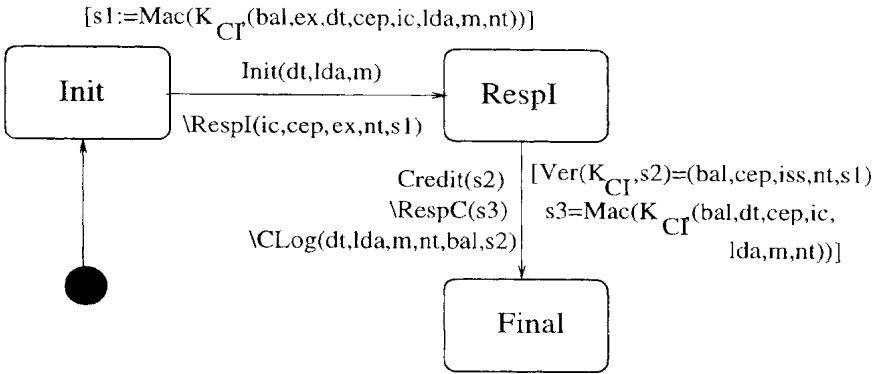 [s1:=Mac(K_CI,(bal,ex,dt,cep,ic,lda,m,nt))]
Init
Init(dt,lda,m)
RespI
\RespI(ic,cep,ex,nt,s1)
Credit(s2)
[Ver(K_CI,s2)=(bal,cep,iss,nt,s1)
\RespC(s3)
s3=Mac(K_CI,(bal,dt,cep,ic,
\CLog(dt,lda,m,nt,bal,s2)
lda,m,nt))]
Final